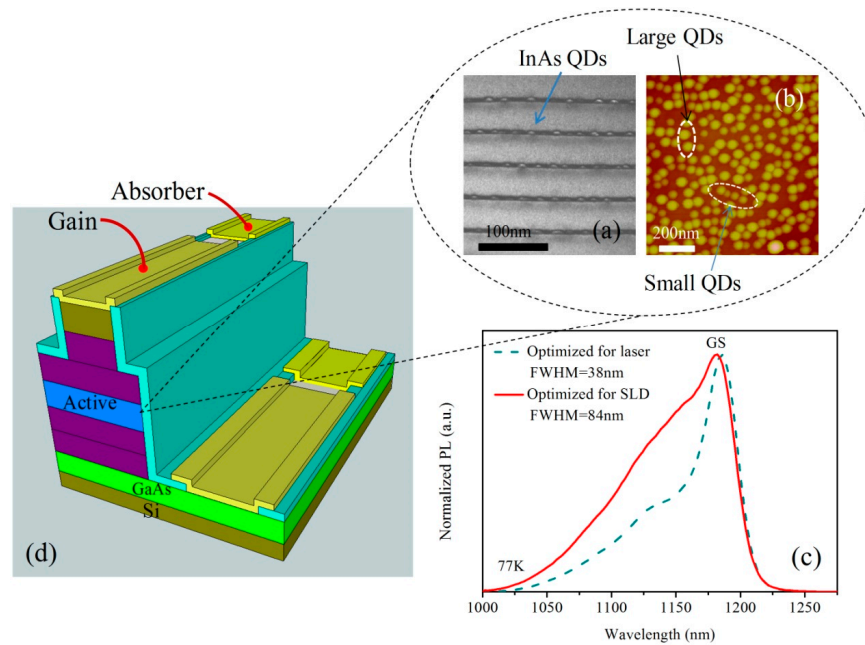 Large QDs
InAs QDs
(b)
Absorber
Gain
100nm
(a)
200nm
Small QDs
Active
GaAs
Si
(d)
GS
Optimized for laser
FWHM=38nm
Optimized for SLD
FWHM=84nm
Normalized PL (a.u.)
77K
(c)
1000
1050
1100
1150
1200
1250
Wavelength (nm)